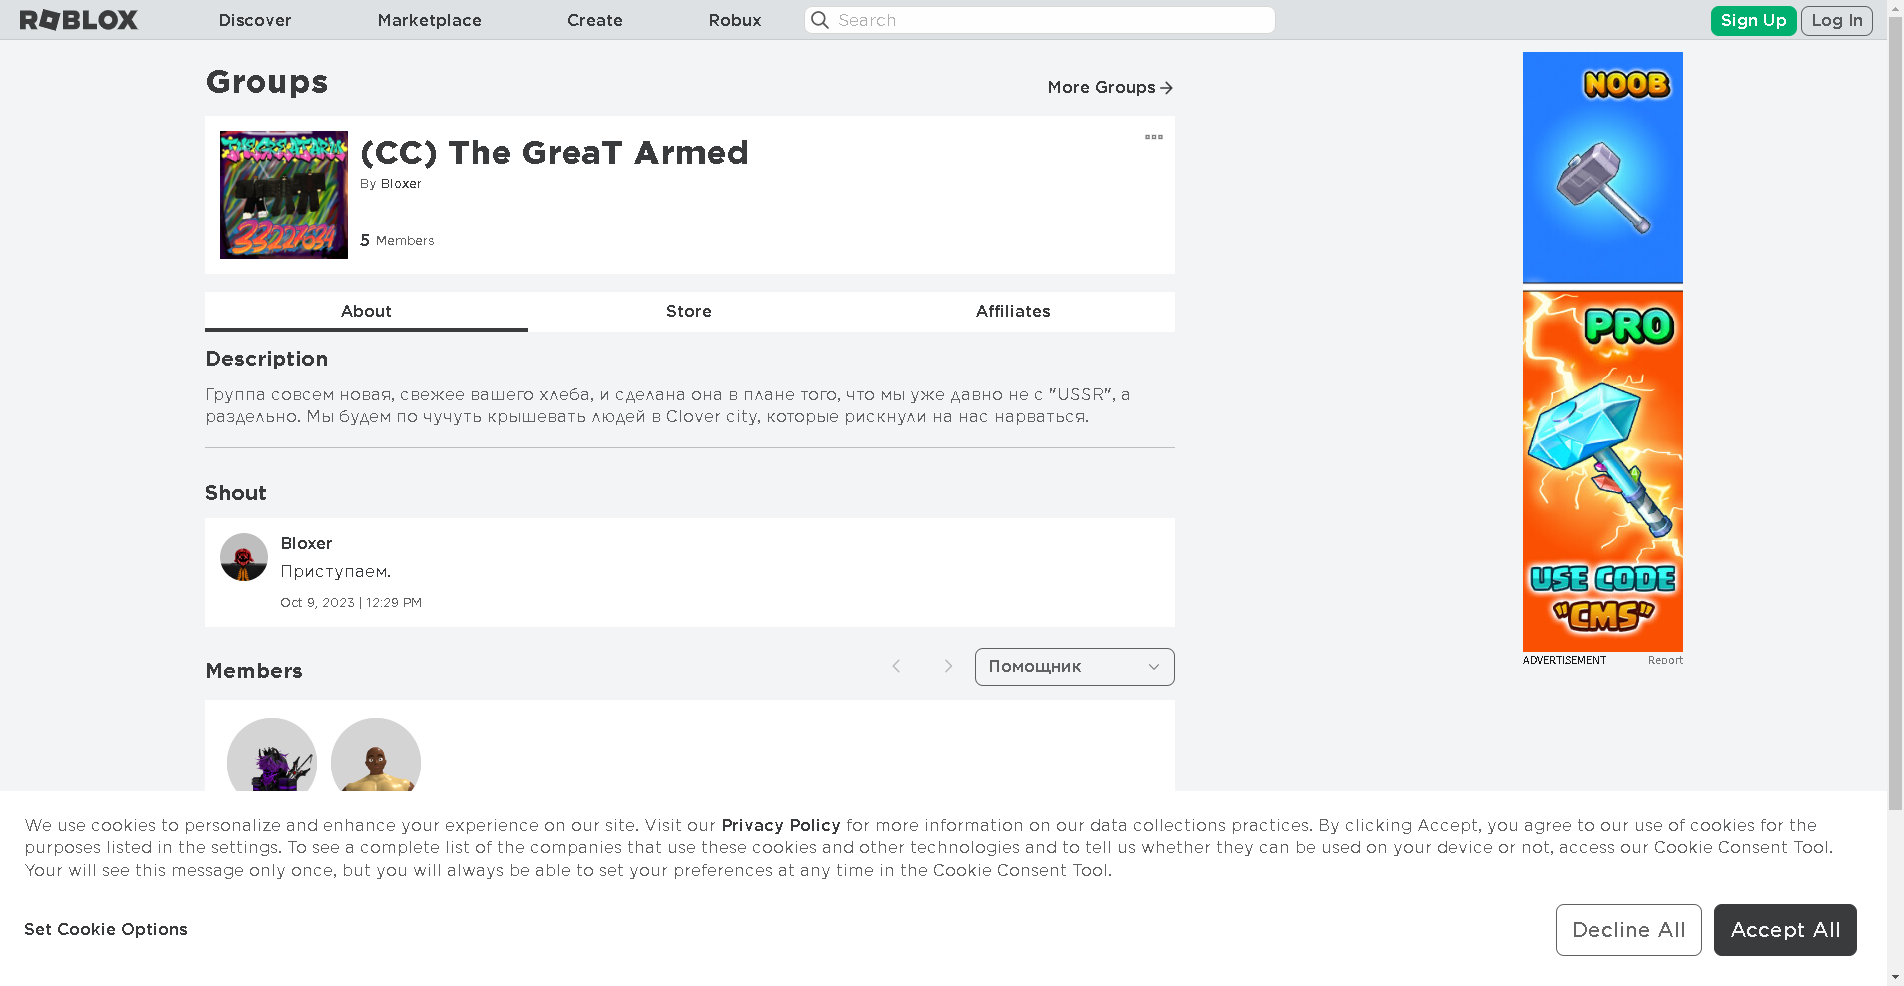 ROBLOX
Discover
Marketplace
Create
Robux
Search
Sign Up
Log In
Groups
More Groups
(CC) The GreaT Armed
By Bloxer
33227634
5 Members
About
Store
Affiliates
Description
Группа совсем новая, свежее вашего хлеба, и сделана она в плане того, что мы уже давно не с "USSR", а
раздельно. Мы будем по чучуть крышевать людей в Clover city, которые рискнули на нас нарваться.
Shout
Bloxer
Приступаем.
Oct 9, 2023 | 12:29 PM
Members
Помощник
NOOB
PRO
USE CODE
"CMS"
ADVERTISEMENT
Report
We use cookies to personalize and enhance your experience on our site. Visit our Privacy Policy for more information on our data collections practices. By clicking Accept, you agree to our use of cookies for the
purposes listed in the settings. To see a complete list of the companies that use these cookies and other technologies and to tell us whether they can be used on your device or not, access our Cookie Consent Tool.
Your will see this message only once, but you will always be able to set your preferences at any time in the Cookie Consent Tool.
Set Cookie Options
Decline All
Accept All